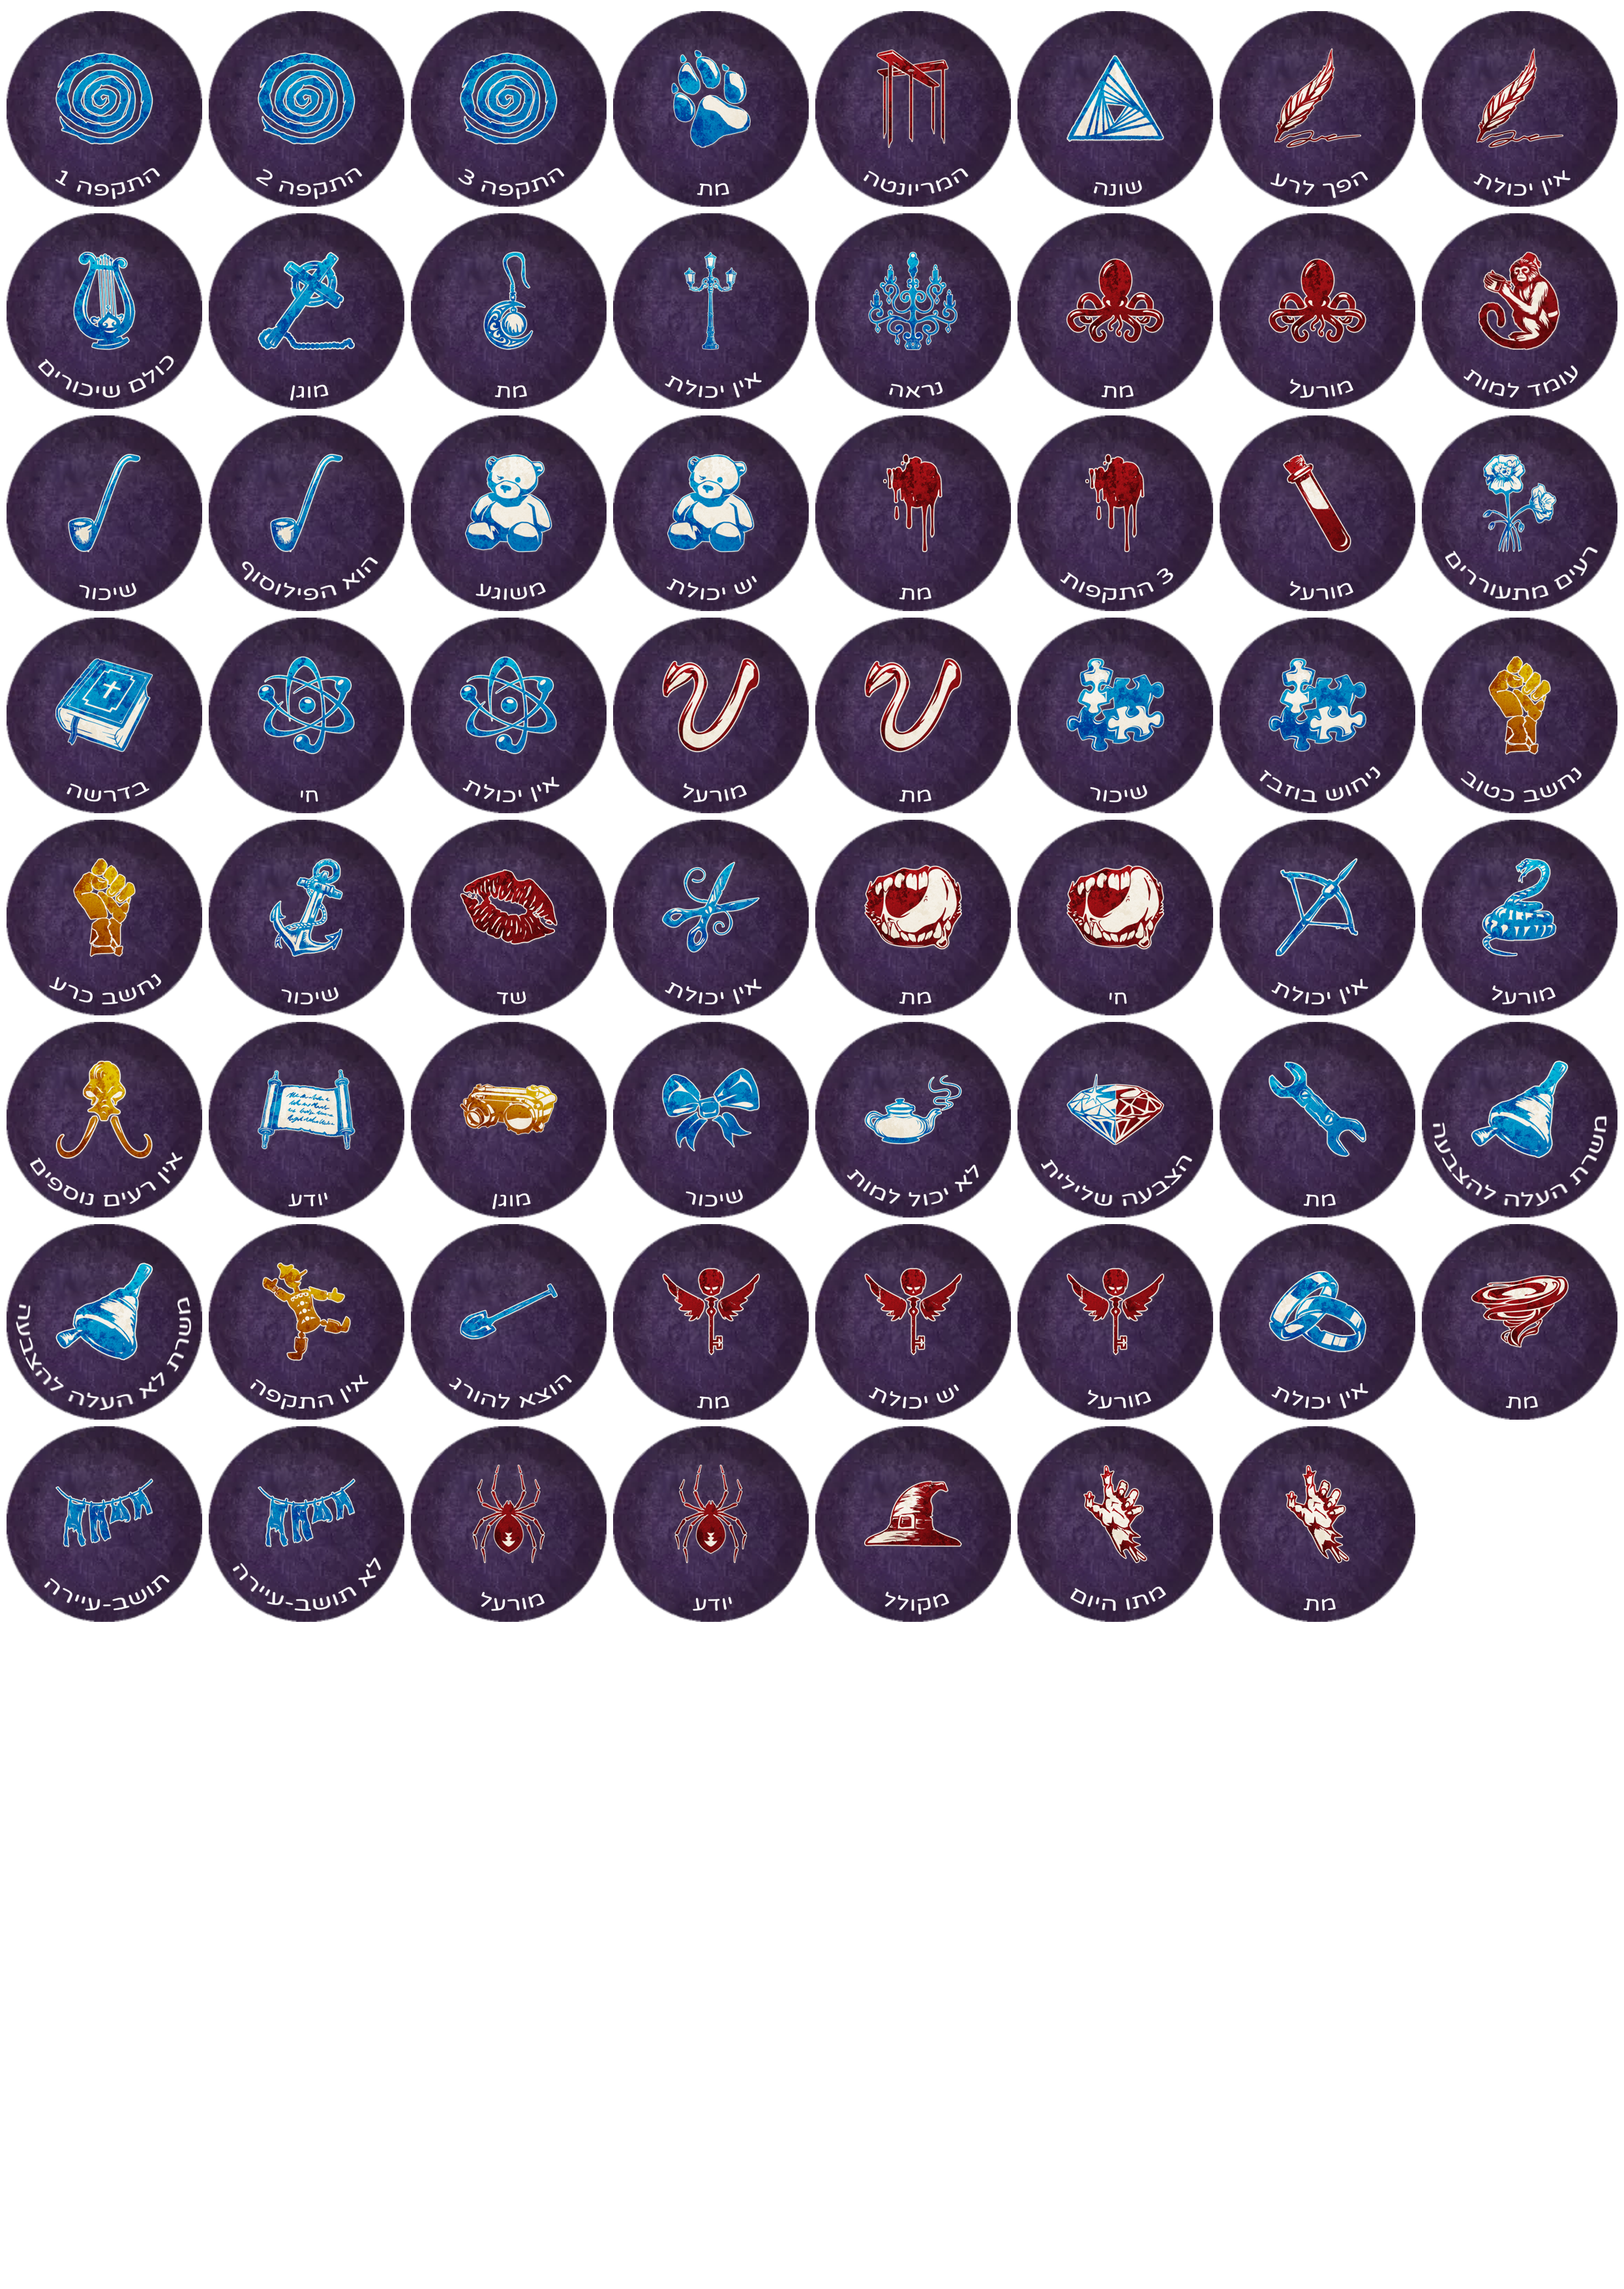 התקפה 1
התקפה 2
התקפה 3
מת
המריונטה
שונה
הפך לרע
אין יכולת
כולם שיכורים
מוגן
מת
אין יכולת
נראה
מת
מורעל
עומד למות
שיכור
הוא הפילוסוף
משוגע
יש יכולת
מת
3 התקפות
מורעל
רעים מתעוררים
בדרשה
חי
אין יכולת
מורעל
מת
שיכור
ניחוש בוזבז
נחשב כטוב
נחשב כרע
שיכור
שד
אין יכולת
מת
חי
אין יכולת
מורעל
אין רעים נוספים
יודע
מוגן
שיכור
לא יכול למות
הצבעה שלילית
מת
משרת העלה להצבעה
משרת לא העלה להצבעה
אין התקפה
הוצא להורג
מת
יש יכולת
מורעל
אין יכולת
מת
תושב-עיירה
לא תושב-עיירה
מורעל
יודע
מקולל
מתו היום
מת